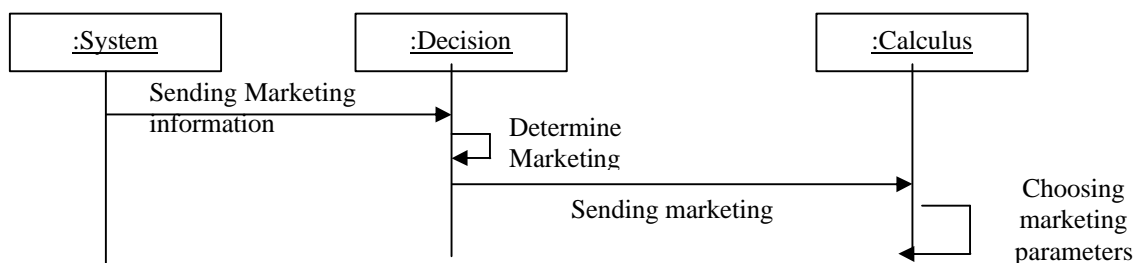 :System
:Decision
:Calculus
Sending Marketing
information
Determine
Marketing
Sending marketing
Choosing
marketing
parameters